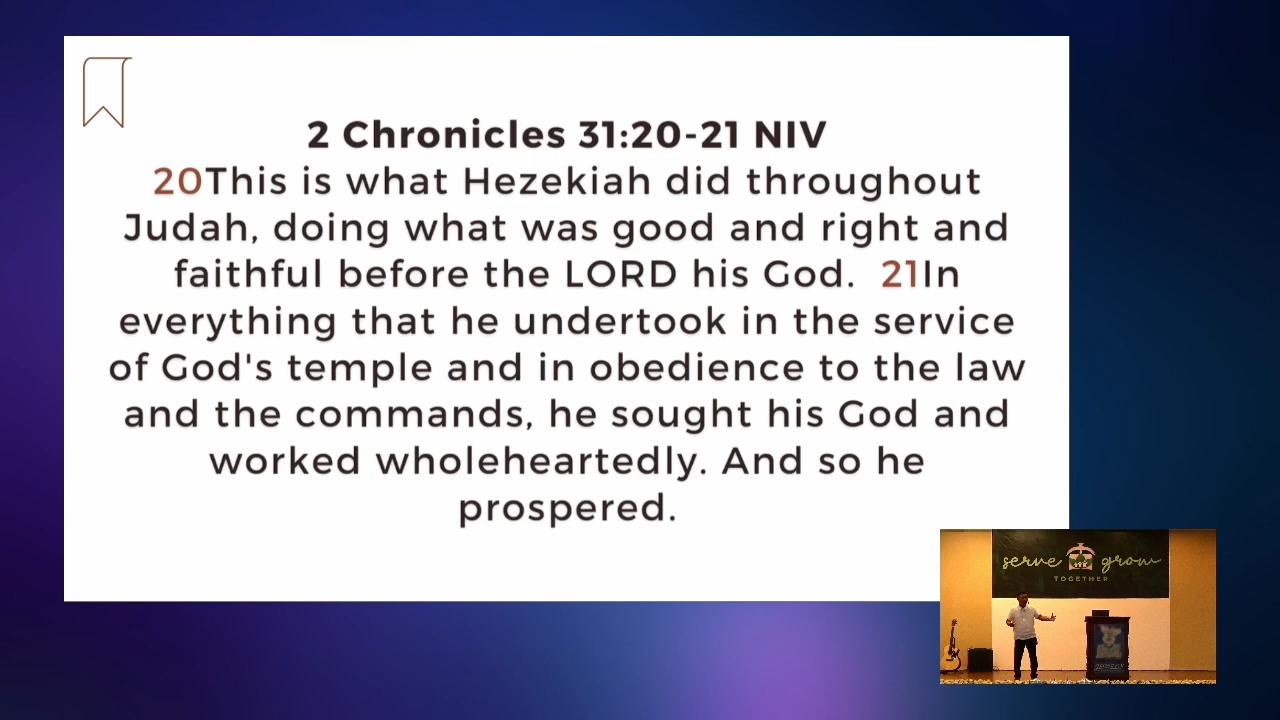 2 Chronicles 31:20-21 NIV
20This is what Hezekiah did throughout
Judah, doing what was good and right and
faithful before the LORD his God. 21In
everything that he undertook in the service
of God's temple and in obedience to the law
and the commands, he sought his God and
worked wholeheartedly. And so he
prospered.
serve grow
TOGETHER